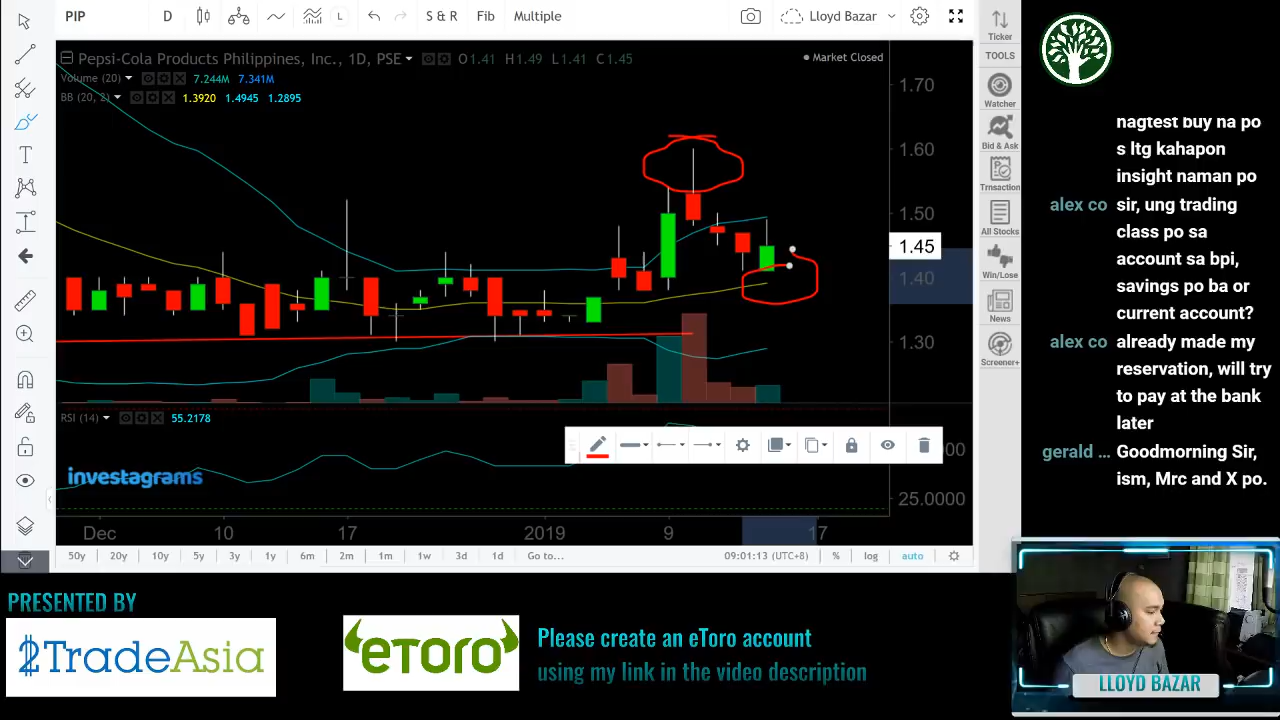 PIP D L S & R Fib Multiple Lloyd Bazar
Ticker
TOOLS
Watcher
Bid & Ask
Trnsaction
All Stocks
Win/Lose
News
Screener+
Pepsi-Cola Products Philippines, Inc., 1D, PSE O1.41 H1.49 L1.41 C1.45 Market Closed
Volume (20) 7.244M 7.341M
BB (20, 2) 1.3920 1.4945 1.2895
1.70
1.60
1.50
1.45
1.40
1.30
RSI (14) 55.2178
25.0000
investagrams
Dec 10 17 2019 9 17
50y 20y 10y 5y 3y 1y 6m 2m 1m 1w 3d 1d Go to... 09:01:13 (UTC+8) % log auto
nagtest buy na po
s ltg kahapon
insight naman po
alex co sir, ung trading
class po sa
account sa bpi,
savings po ba or
current account?
alex co already made my
reservation, will try
to pay at the bank
later
gerald ... Goodmorning Sir,
ism, Mrc and X po.
PRESENTED BY
2TradeAsia
eToro
Please create an eToro account
using my link in the video description
LLOYD BAZAR